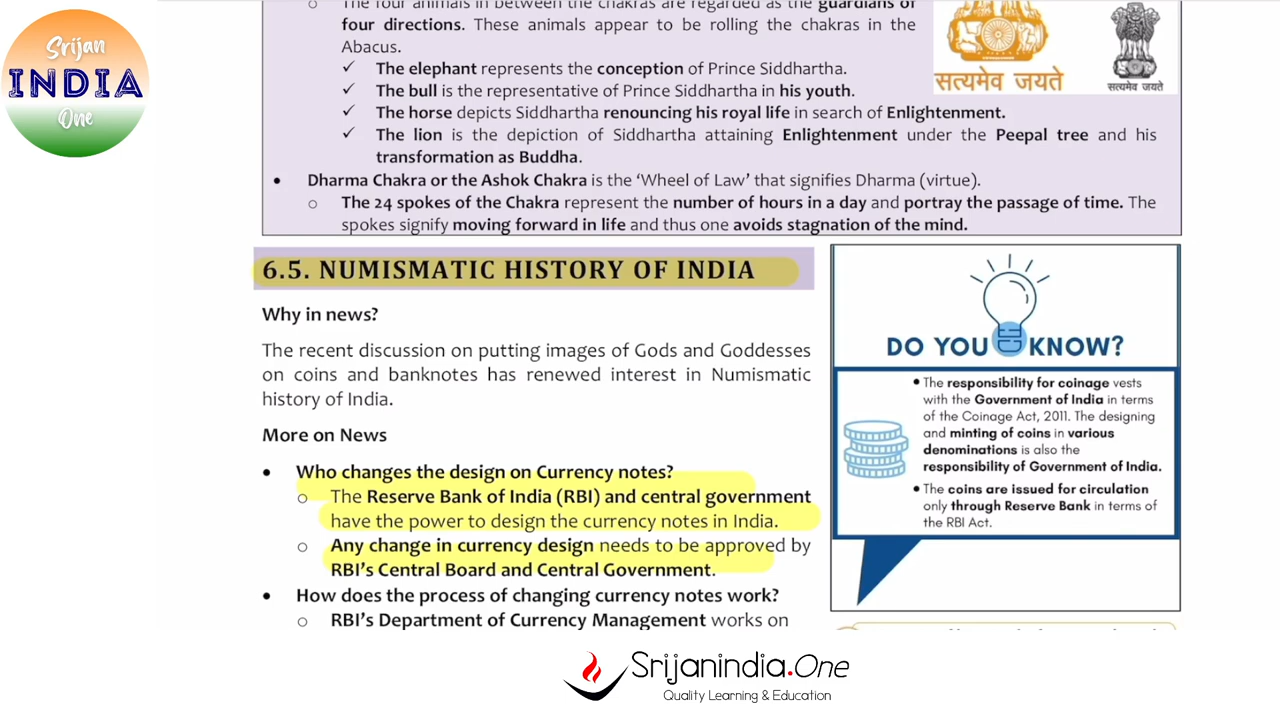 Srijan
INDIA
One
o The four animals in between the chakras are regarded as the guardians of
four directions. These animals appear to be rolling the chakras in the
Abacus.
✓ The elephant represents the conception of Prince Siddhartha.
✓ The bull is the representative of Prince Siddhartha in his youth.
✓ The horse depicts Siddhartha renouncing his royal life in search of Enlightenment.
✓ The lion is the depiction of Siddhartha attaining Enlightenment under the Peepal tree and his
transformation as Buddha.
सत्यमेव जयते
सत्यमेव जयते
• Dharma Chakra or the Ashok Chakra is the ‘Wheel of Law’ that signifies Dharma (virtue).
o The 24 spokes of the Chakra represent the number of hours in a day and portray the passage of time. The
spokes signify moving forward in life and thus one avoids stagnation of the mind.
6.5. NUMISMATIC HISTORY OF INDIA
Why in news?
The recent discussion on putting images of Gods and Goddesses
on coins and banknotes has renewed interest in Numismatic
history of India.
More on News
• Who changes the design on Currency notes?
o The Reserve Bank of India (RBI) and central government
have the power to design the currency notes in India.
o Any change in currency design needs to be approved by
RBI’s Central Board and Central Government.
• How does the process of changing currency notes work?
o RBI’s Department of Currency Management works on
DO YOU KNOW?
• The responsibility for coinage vests
with the Government of India in terms
of the Coinage Act, 2011. The designing
and minting of coins in various
denominations is also the
responsibility of Government of India.
• The coins are issued for circulation
only through Reserve Bank in terms of
the RBI Act.
Srijanindia.One
Quality Learning & Education